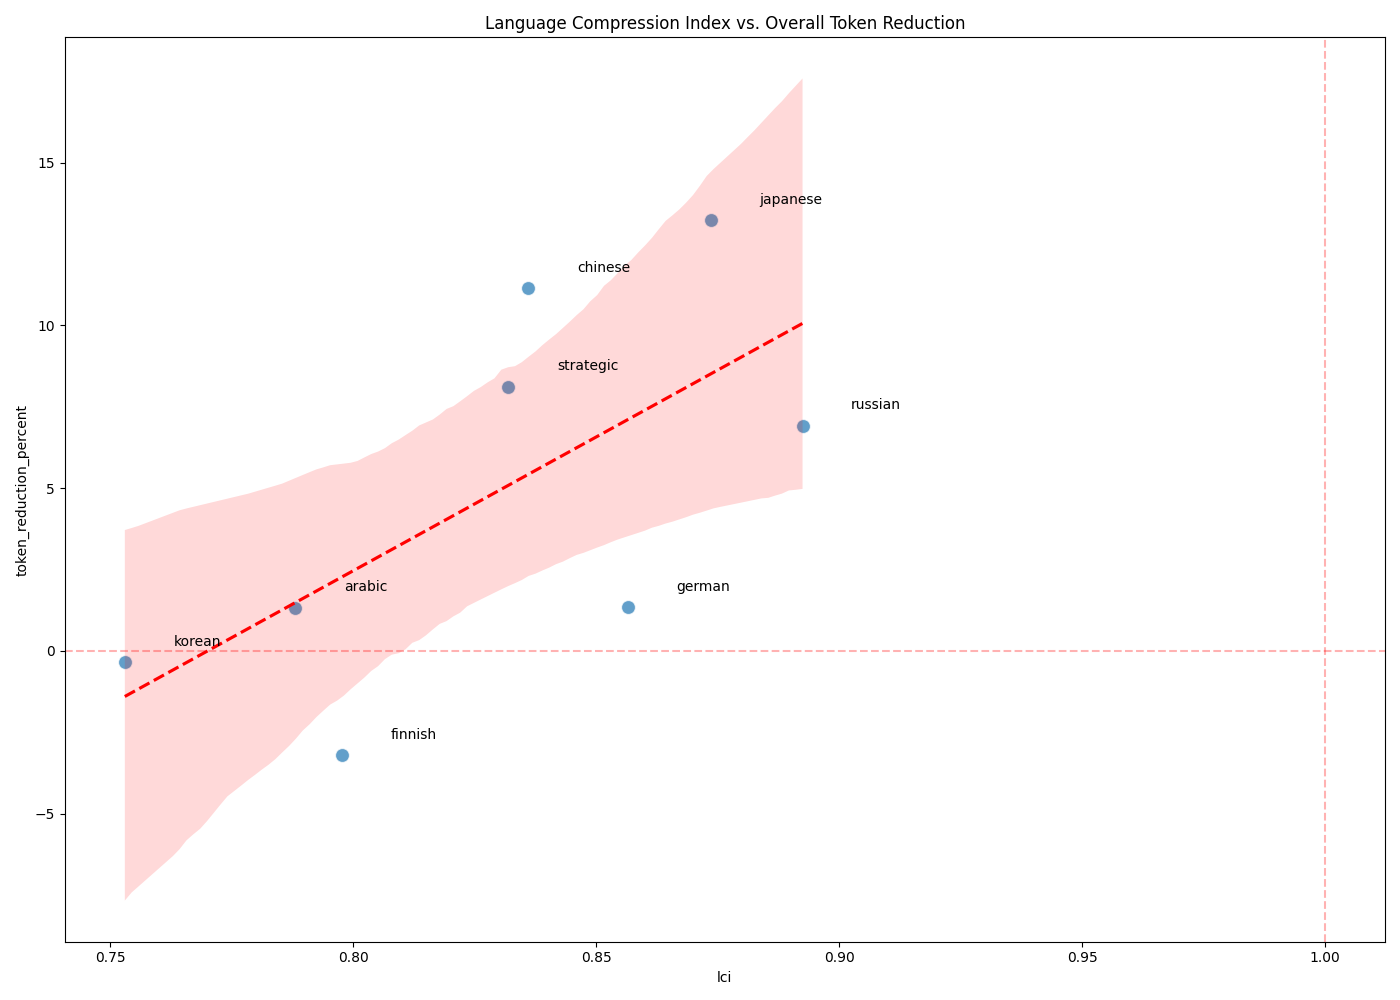 Language Compression Index vs. Overall Token Reduction
token_reduction_percent
15
10
5
0
−5
japanese
chinese
strategic
russian
arabic
german
korean
finnish
0.75
0.80
0.85
0.90
0.95
1.00
lci